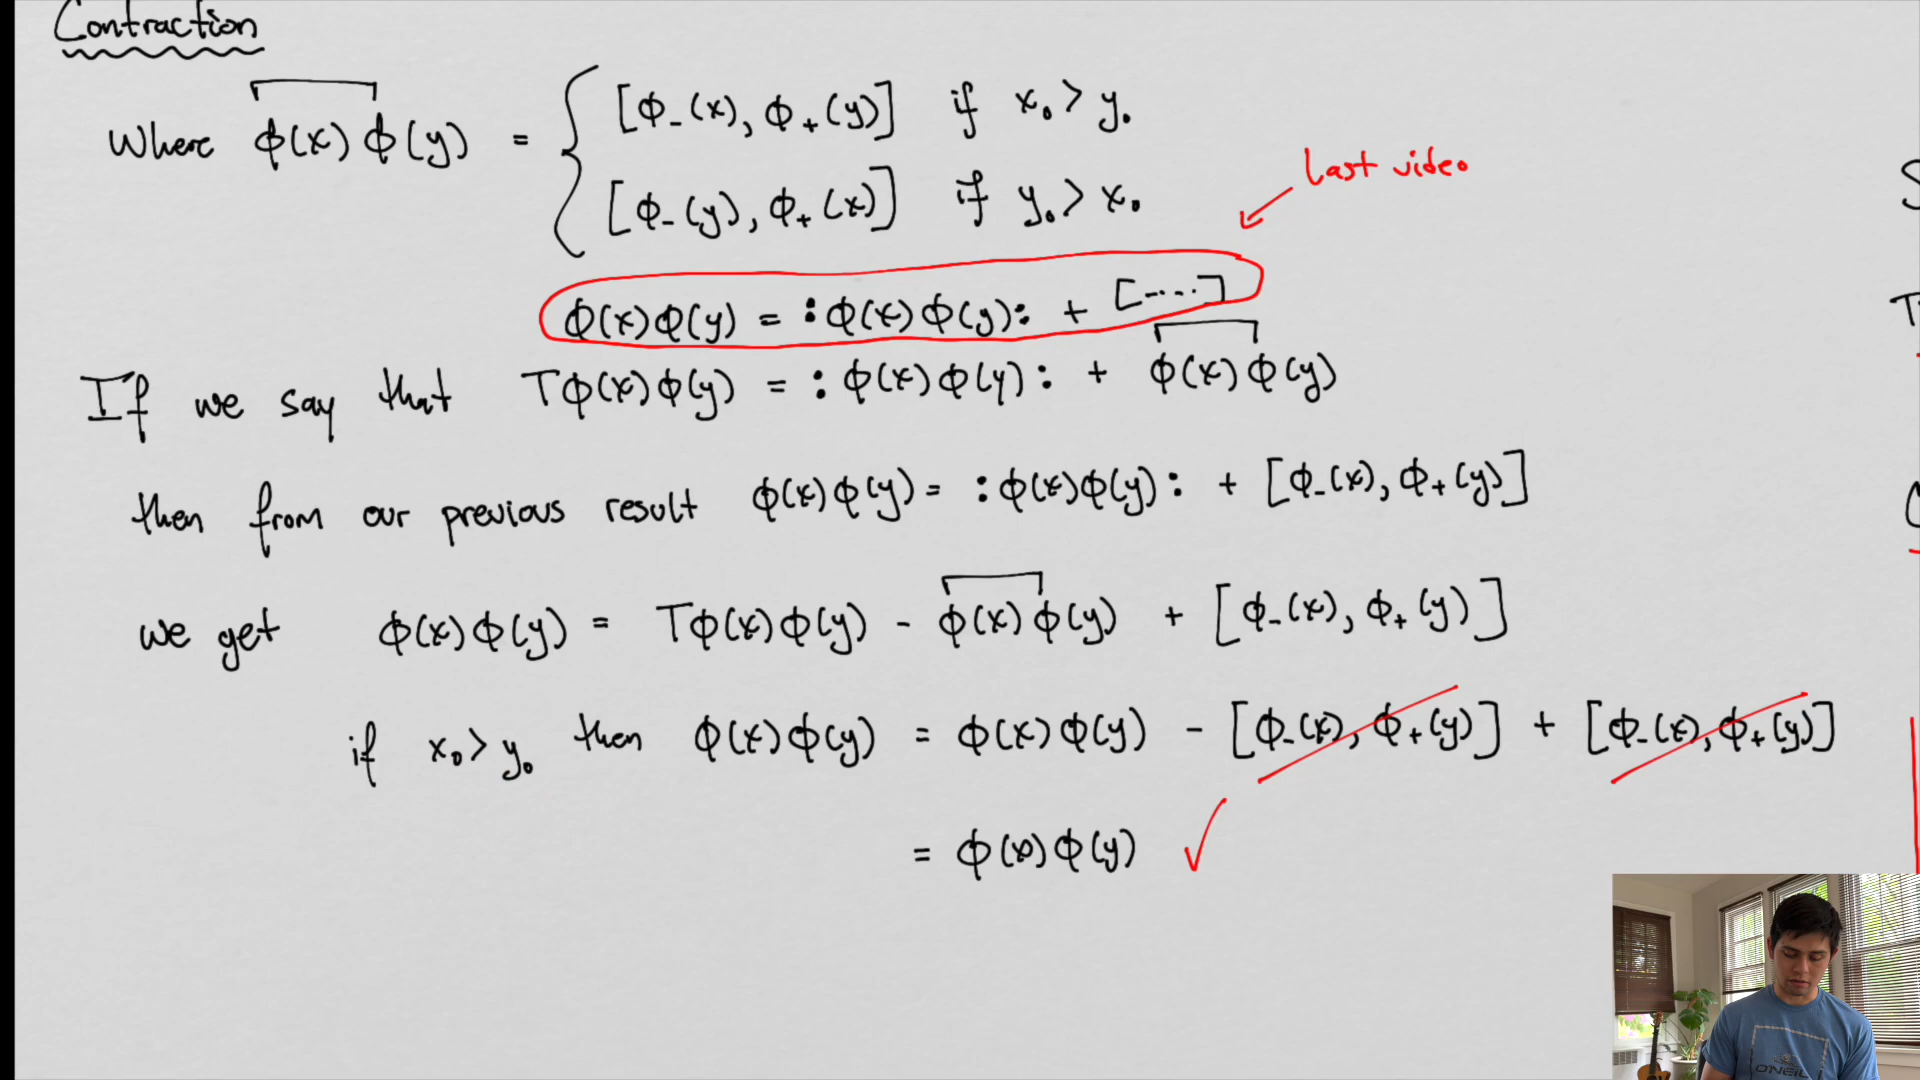 Contraction
Where ϕ(x)ϕ(y) = { [ϕ₋(x), ϕ₊(y)] if x₀ > y₀
[ϕ₋(y), ϕ₊(x)] if y₀ > x₀
last video
ϕ(x)ϕ(y) = :ϕ(x)ϕ(y): + [.....]
If we say that Tϕ(x)ϕ(y) = :ϕ(x)ϕ(y): + ϕ(x)ϕ(y)
then from our previous result ϕ(x)ϕ(y) = :ϕ(x)ϕ(y): + [ϕ₋(x), ϕ₊(y)]
we get ϕ(x)ϕ(y) = Tϕ(x)ϕ(y) - ϕ(x)ϕ(y) + [ϕ₋(x), ϕ₊(y)]
if x₀ > y₀ then ϕ(x)ϕ(y) = ϕ(x)ϕ(y) - [ϕ₋(x), ϕ₊(y)] + [ϕ₋(x), ϕ₊(y)]
= ϕ(x)ϕ(y) ✓
O'NEILL